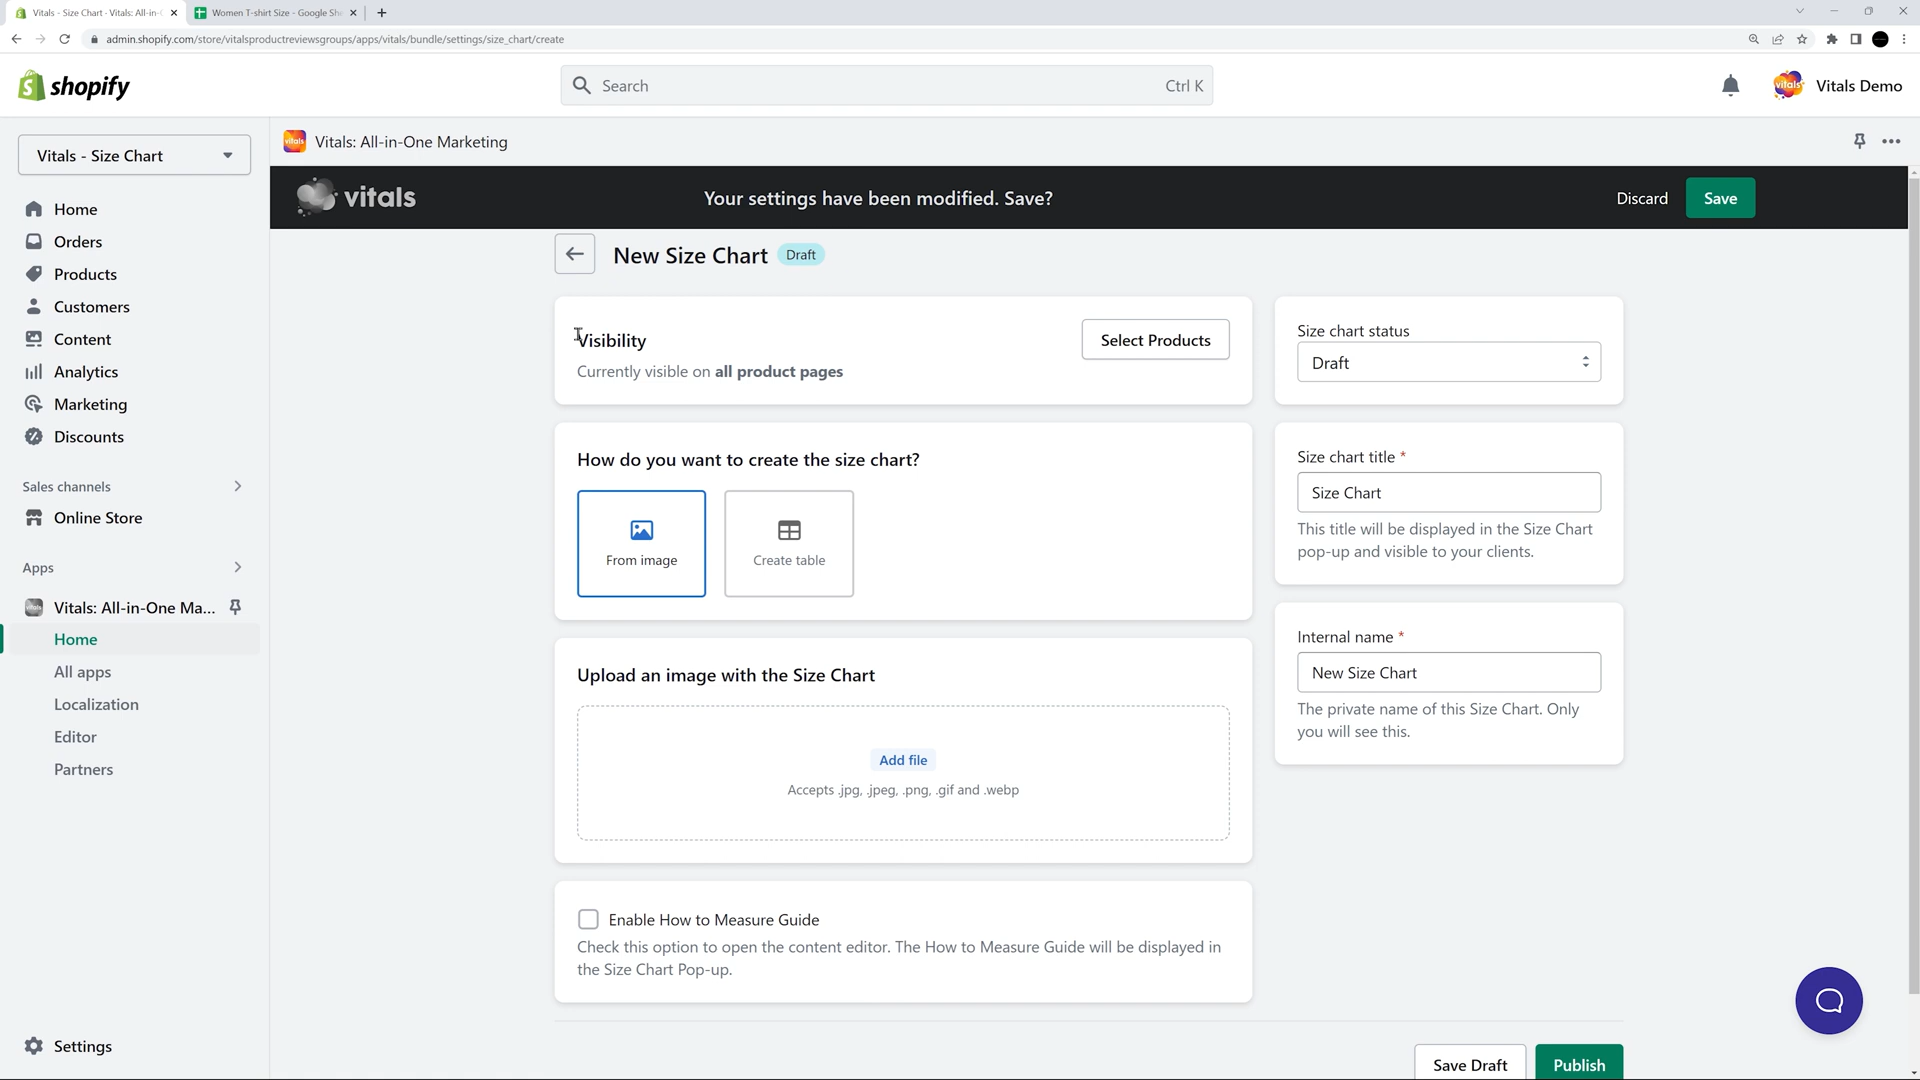 Vitals - Size Chart - Vitals: All-in-
Women T-shirt Size - Google She
admin.shopify.com/store/vitalsproductreviewsgroups/apps/vitals/bundle/settings/size_chart/create
shopify
Search
Ctrl K
vitals
Vitals Demo
Vitals - Size Chart
vitals
Vitals: All-in-One Marketing
vitals
Your settings have been modified. Save?
Discard
Save
Home
Orders
Products
Customers
Content
Analytics
Marketing
Discounts
Sales channels
Online Store
Apps
vitals
Vitals: All-in-One Ma...
Home
All apps
Localization
Editor
Partners
Settings
New Size Chart
Draft
Visibility
Currently visible on all product pages
Select Products
How do you want to create the size chart?
From image
Create table
Upload an image with the Size Chart
Add file
Accepts .jpg, .jpeg, .png, .gif and .webp
Enable How to Measure Guide
Check this option to open the content editor. The How to Measure Guide will be displayed in
the Size Chart Pop-up.
Size chart status
Draft
Size chart title *
Size Chart
This title will be displayed in the Size Chart
pop-up and visible to your clients.
Internal name *
New Size Chart
The private name of this Size Chart. Only
you will see this.
Save Draft
Publish